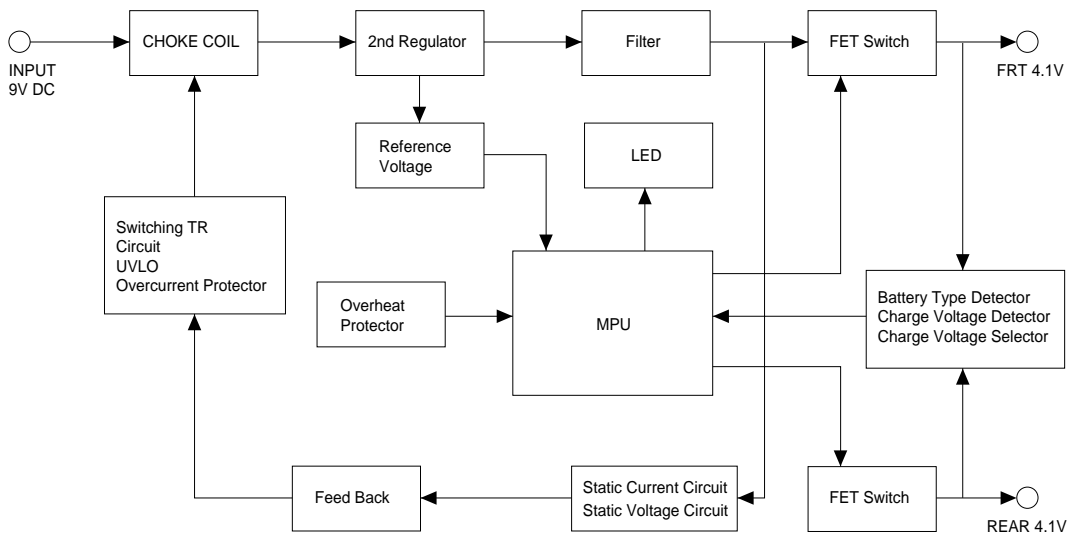 CHOKE COIL
2nd Regulator
Filter
FET Switch
INPUT
9V DC
FRT 4.1V
Reference
Voltage
LED
Switching TR
Circuit
UVLO
Overcurrent Protector
Overheat
Protector
MPU
Battery Type Detector
Charge Voltage Detector
Charge Voltage Selector
Feed Back
Static Current Circuit
Static Voltage Circuit
FET Switch
REAR 4.1V